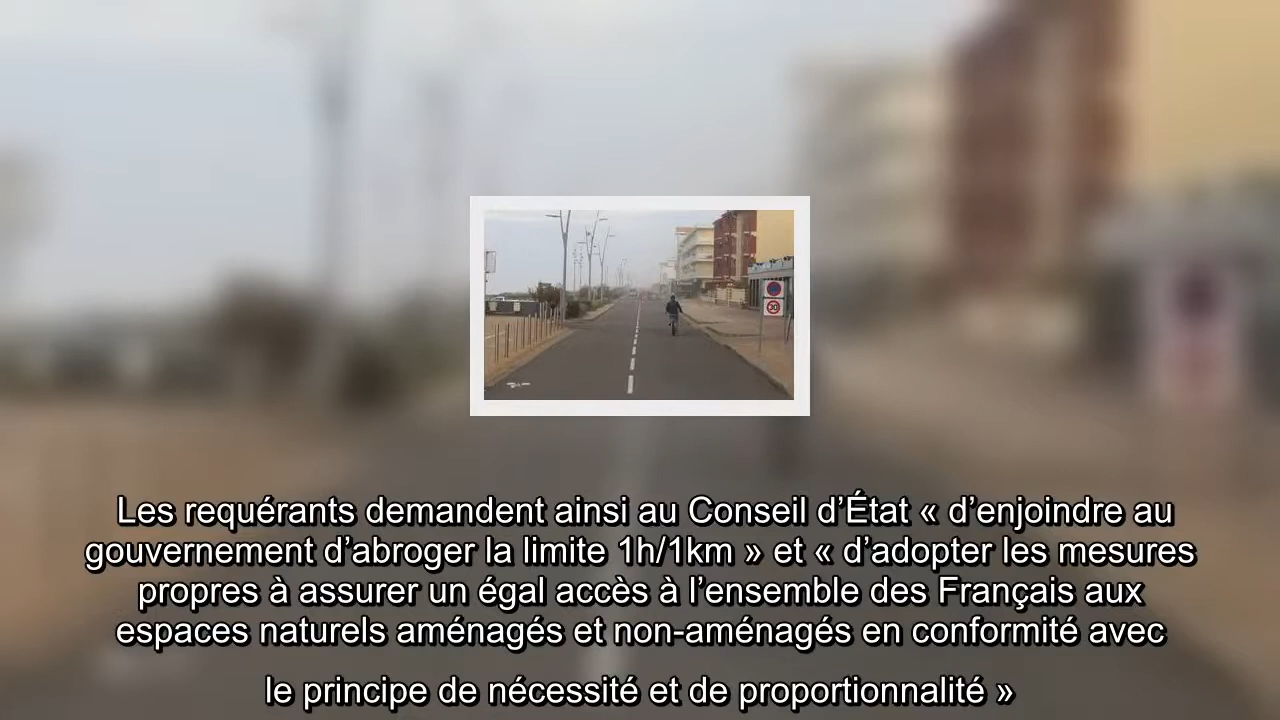 30
Les requérants demandent ainsi au Conseil d’État « d’enjoindre au
gouvernement d’abroger la limite 1h/1km » et « d’adopter les mesures
propres à assurer un égal accès à l’ensemble des Français aux
espaces naturels aménagés et non-aménagés en conformité avec
le principe de nécessité et de proportionnalité »